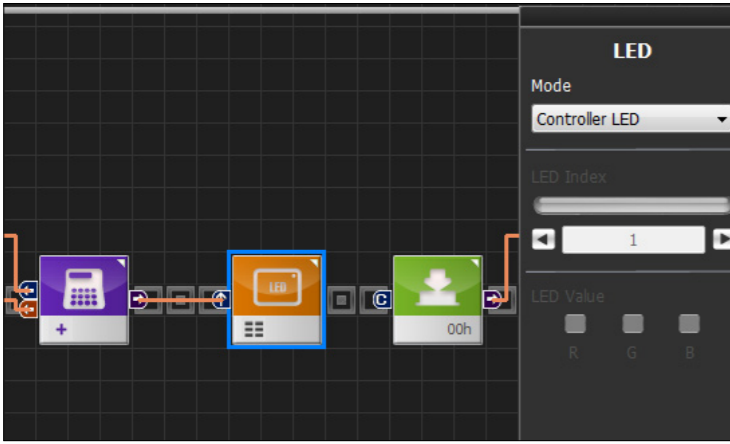 LED
Mode
Controller LED
LED Index
1
LED Value
R G B
LED
C
+
00h